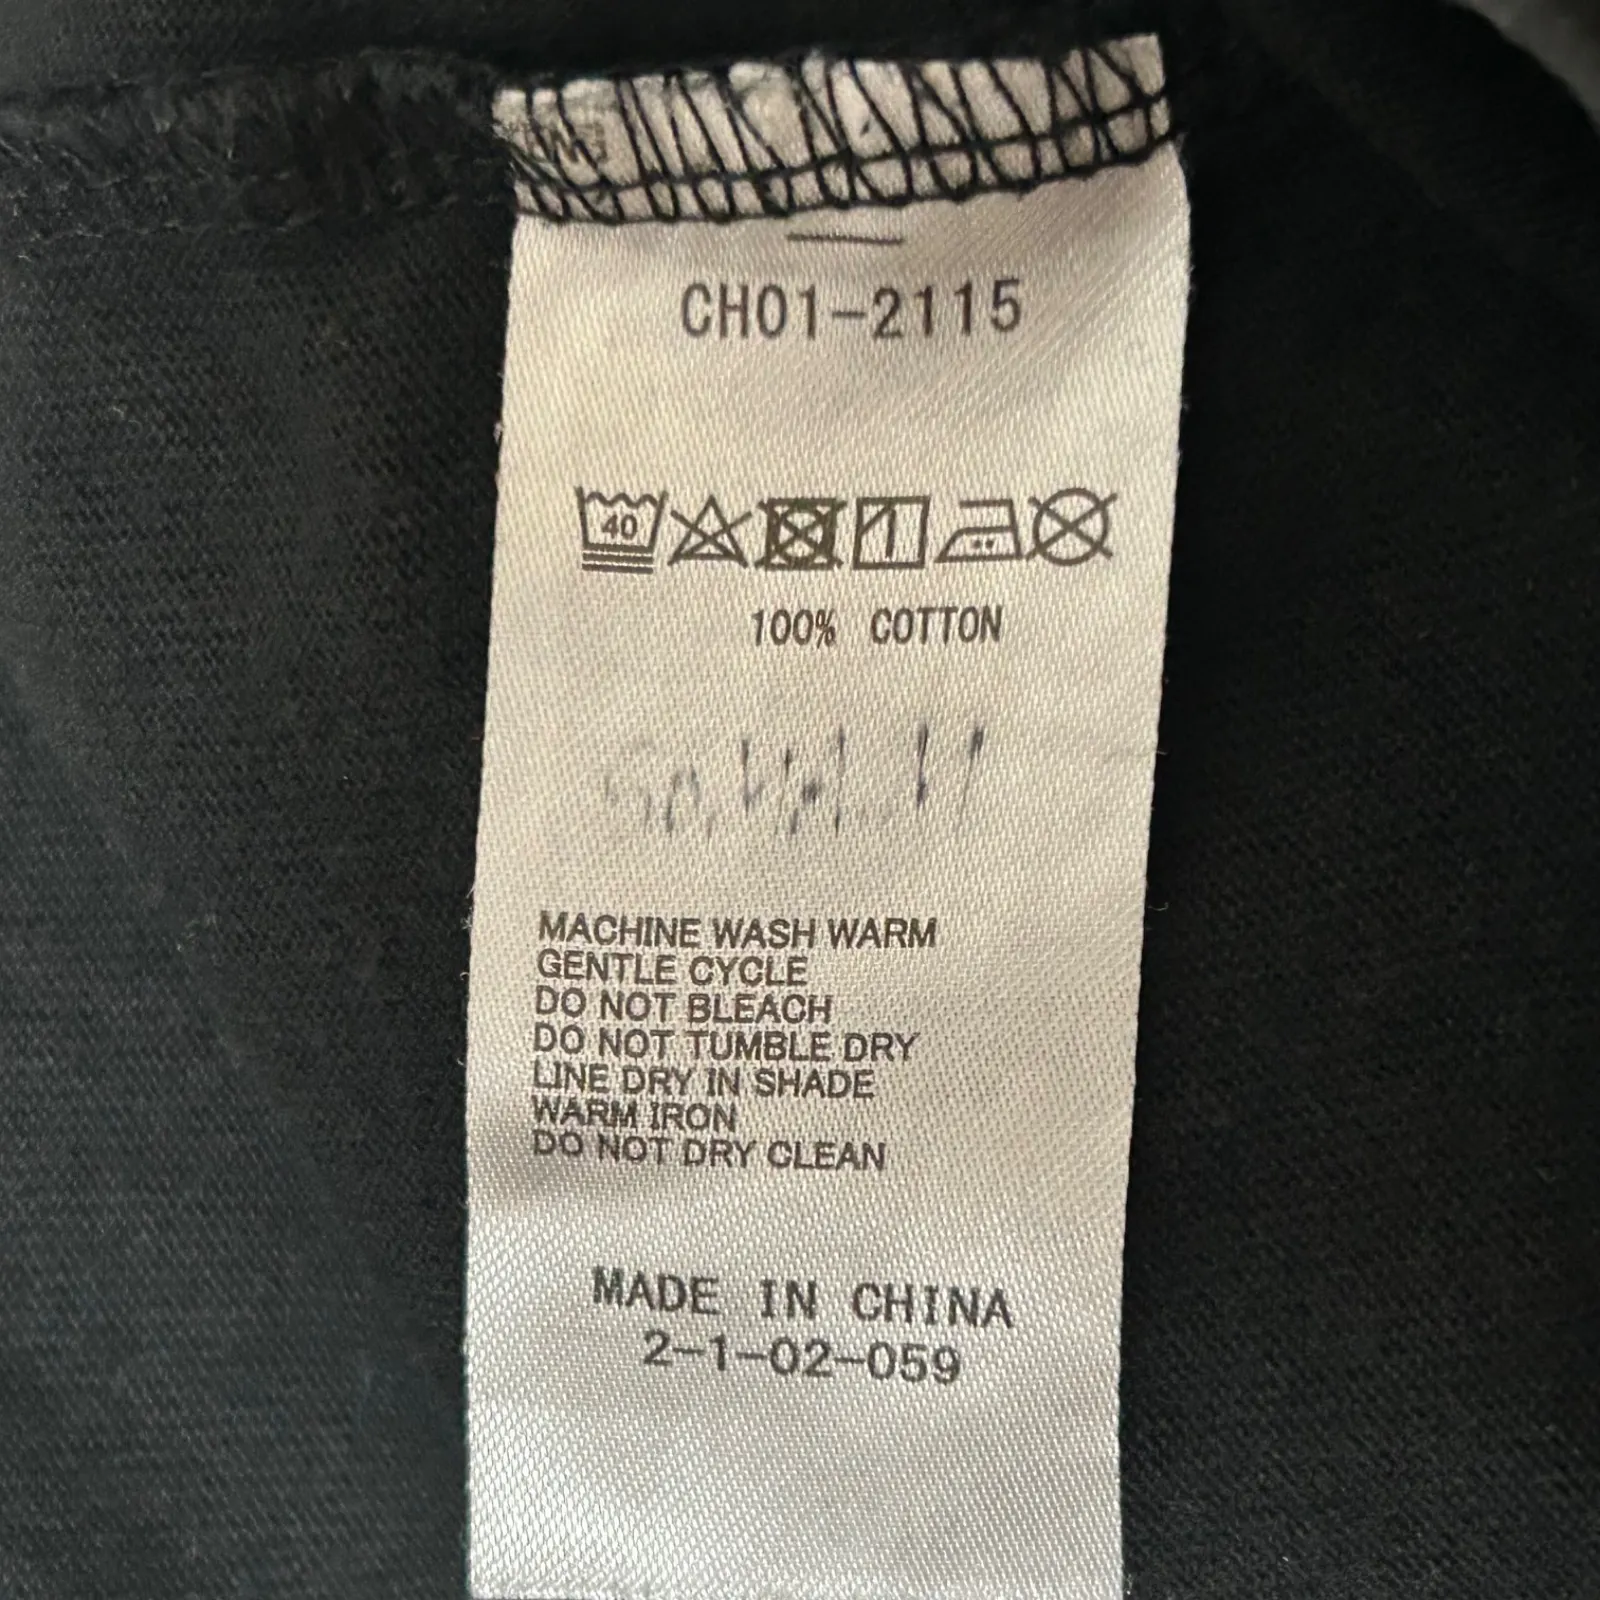 CH01-2115
40
100% COTTON
MACHINE WASH WARM
GENTLE CYCLE
DO NOT BLEACH
DO NOT TUMBLE DRY
LINE DRY IN SHADE
WARM IRON
DO NOT DRY CLEAN
MADE IN CHINA
2-1-02-059